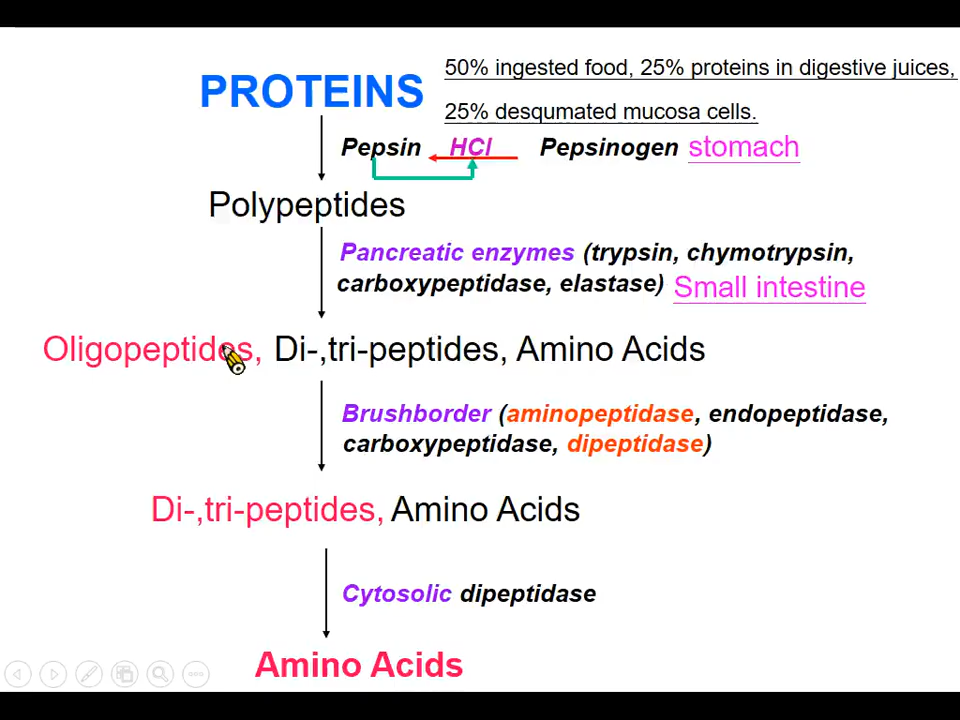 PROTEINS
50% ingested food, 25% proteins in digestive juices,
25% desqumated mucosa cells.
Pepsin HCl Pepsinogen stomach
Polypeptides
Pancreatic enzymes (trypsin, chymotrypsin,
carboxypeptidase, elastase) Small intestine
Oligopeptides, Di-,tri-peptides, Amino Acids
Brushborder (aminopeptidase, endopeptidase,
carboxypeptidase, dipeptidase)
Di-,tri-peptides, Amino Acids
Cytosolic dipeptidase
Amino Acids